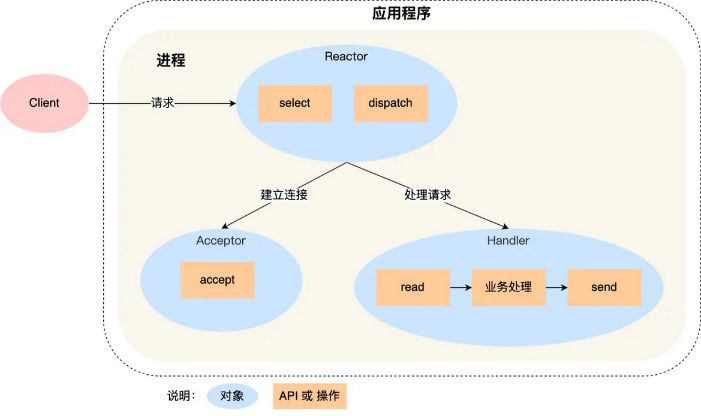 应用程序
进程
Reactor
select
dispatch
Client
请求
建立连接
处理请求
Acceptor
accept
Handler
read
业务处理
send
说明：
对象
API 或 操作